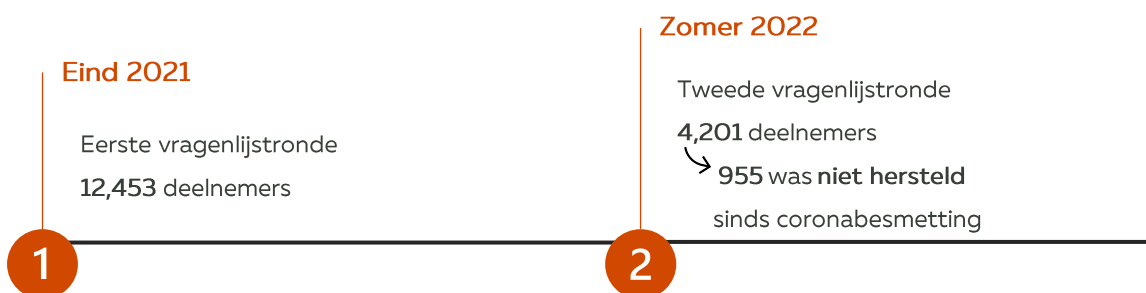 Eind 2021
Eerste vragenlijstronde
12,453 deelnemers
1
Zomer 2022
Tweede vragenlijstronde
4,201 deelnemers
955 was niet hersteld
sinds coronabesmetting
2